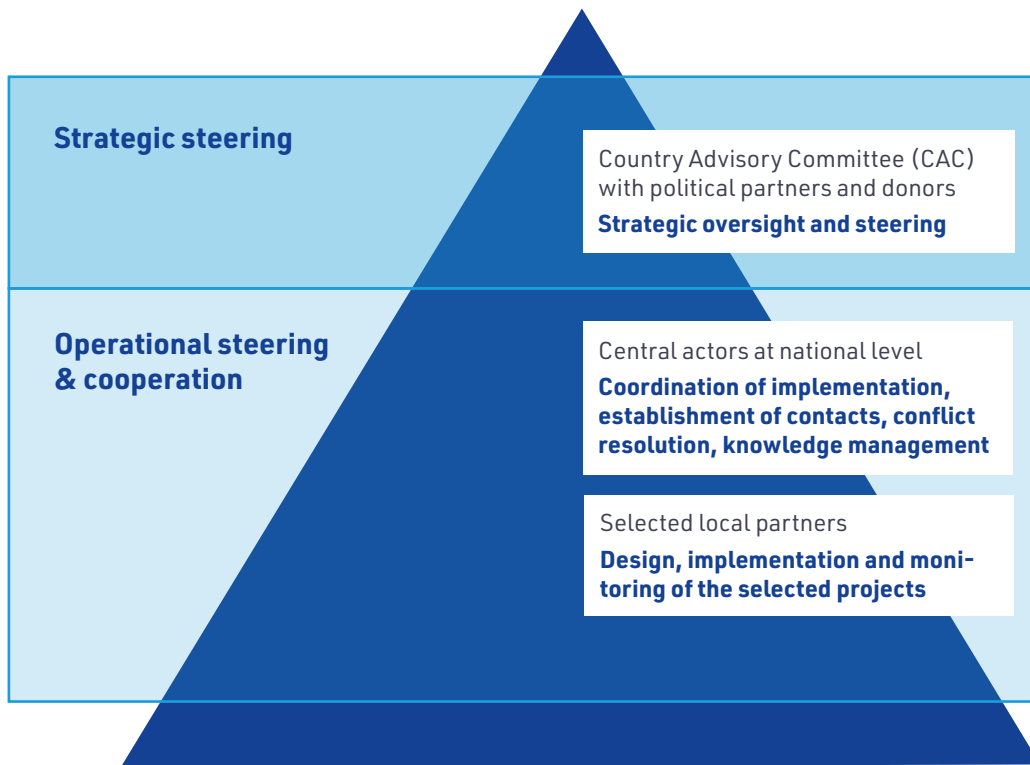 Strategic steering
Country Advisory Committee (CAC)
with political partners and donors
Strategic oversight and steering
Operational steering
& cooperation
Central actors at national level
Coordination of implementation,
establishment of contacts, conflict
resolution, knowledge management
Selected local partners
Design, implementation and moni-
toring of the selected projects